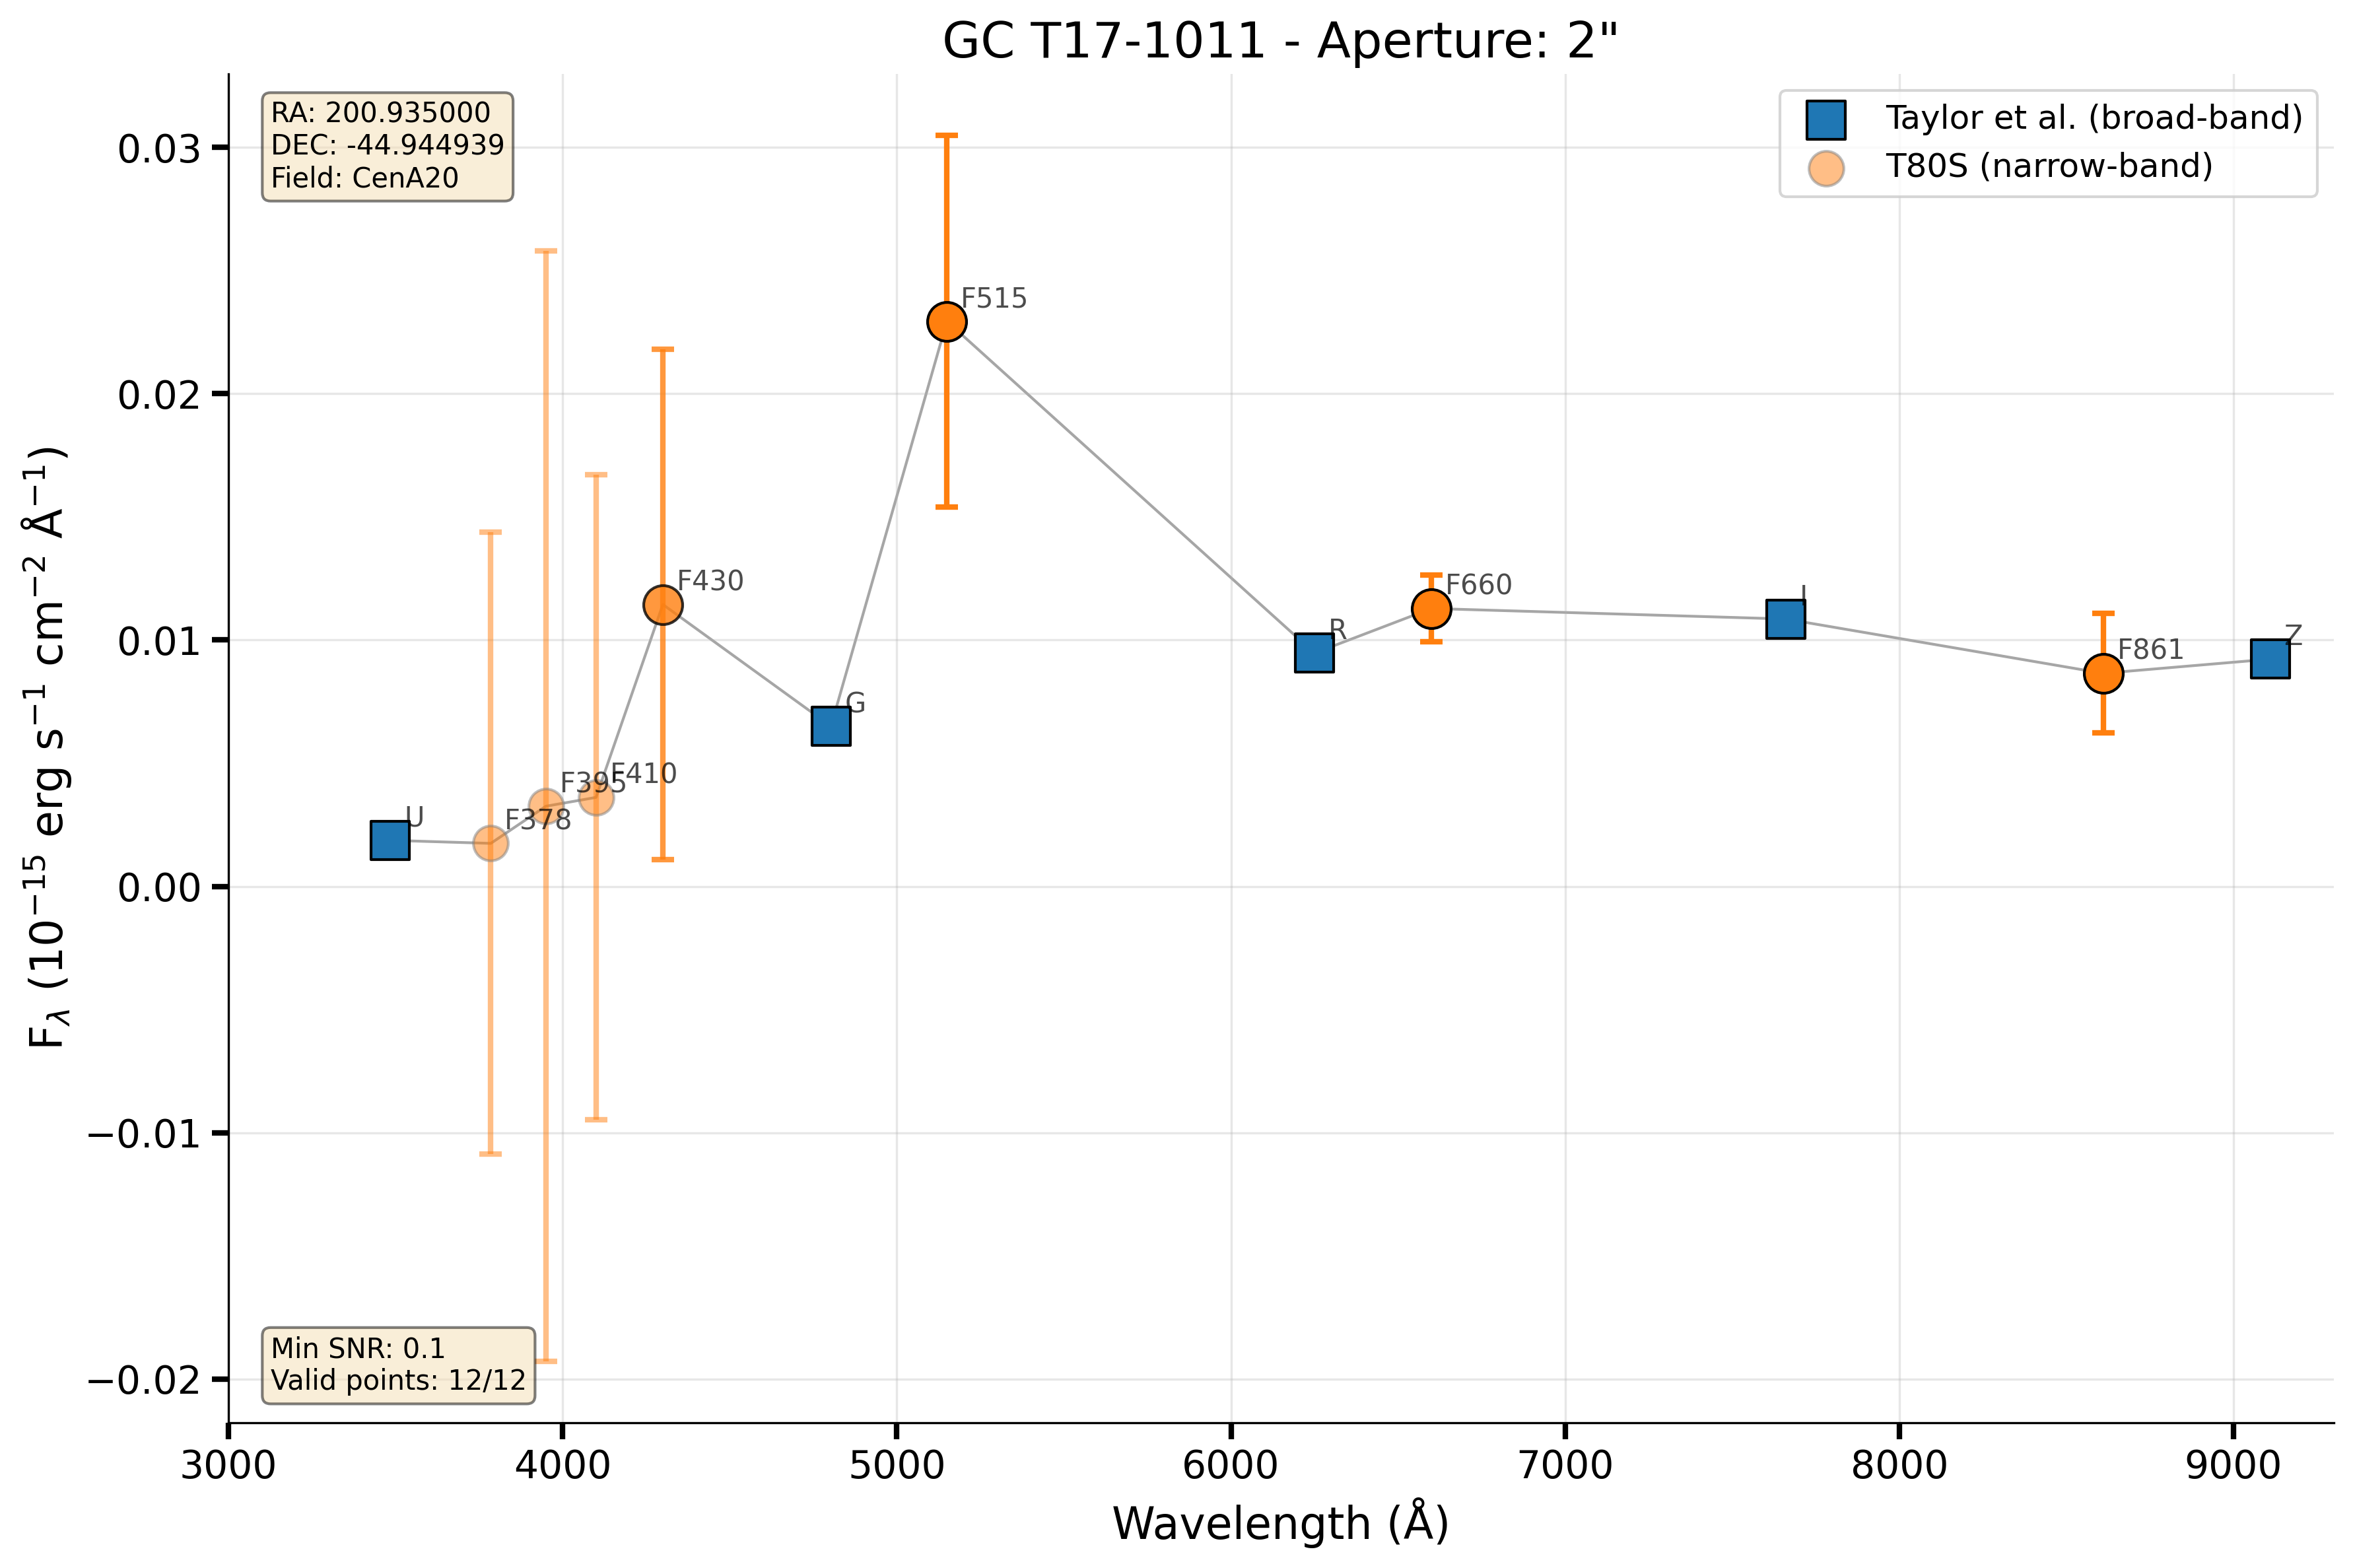 GC T17-1011 - Aperture: 2"
RA: 200.935000
DEC: -44.944939
Field: CenA20
Taylor et al. (broad-band)
T80S (narrow-band)
0.03
0.02
0.01
0.00
−0.01
−0.02
F_λ (10⁻¹⁵ erg s⁻¹ cm⁻² Å⁻¹)
U
F378
F395
F410
F430
G
F515
R
F660
I
F861
Z
Min SNR: 0.1
Valid points: 12/12
3000 4000 5000 6000 7000 8000 9000
Wavelength (Å)